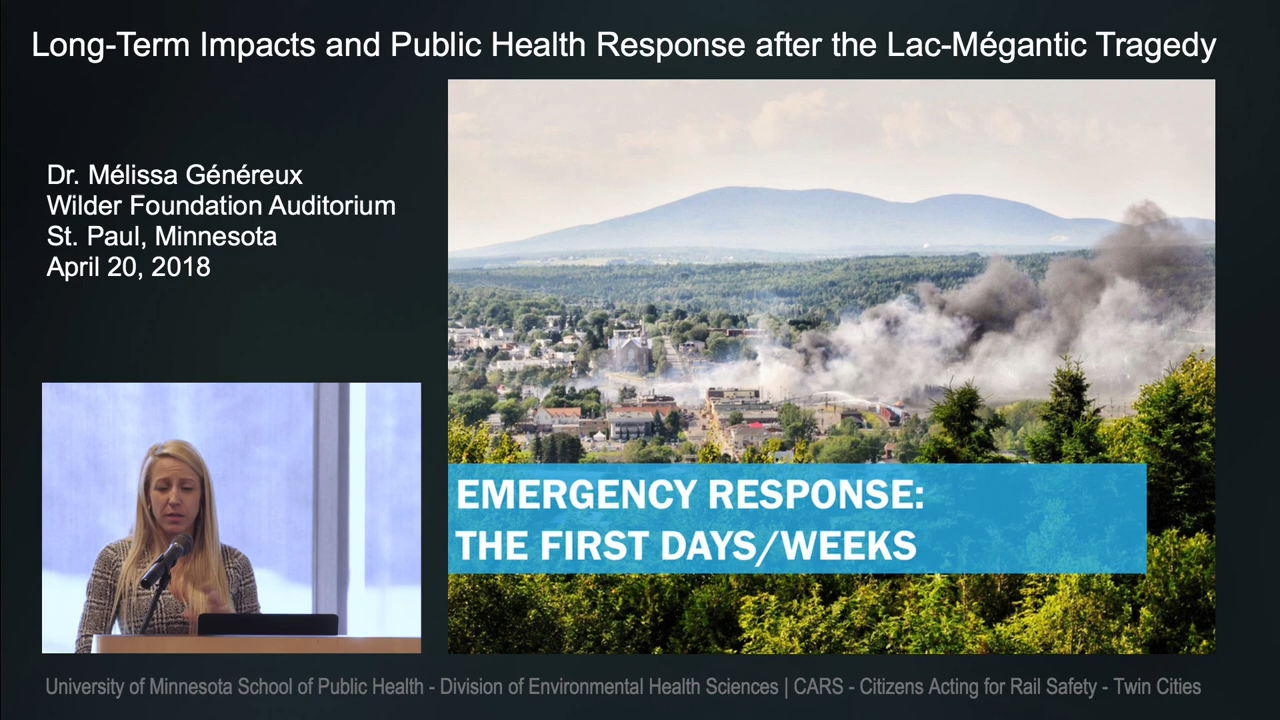 Long-Term Impacts and Public Health Response after the Lac-Mégantic Tragedy
Dr. Mélissa Généreux
Wilder Foundation Auditorium
St. Paul, Minnesota
April 20, 2018
EMERGENCY RESPONSE:
THE FIRST DAYS/WEEKS
University of Minnesota School of Public Health - Division of Environmental Health Sciences | CARS - Citizens Acting for Rail Safety - Twin Cities